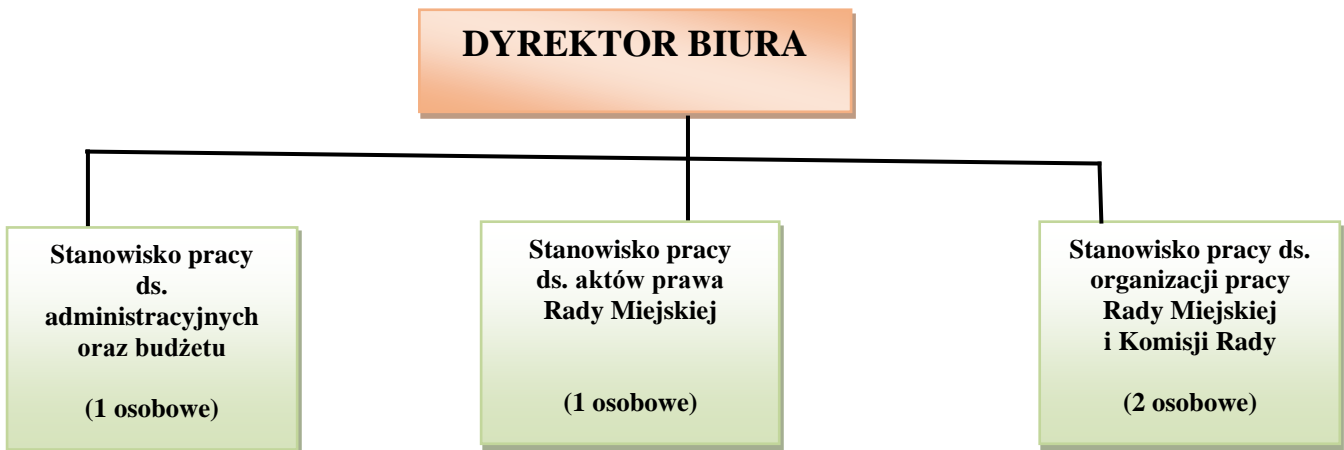 DYREKTOR BIURA
Stanowisko pracy
ds.
administracyjnych
oraz budżetu
(1 osobowe)
Stanowisko pracy
ds. aktów prawa
Rady Miejskiej
(1 osobowe)
Stanowisko pracy ds.
organizacji pracy
Rady Miejskiej
i Komisji Rady
(2 osobowe)